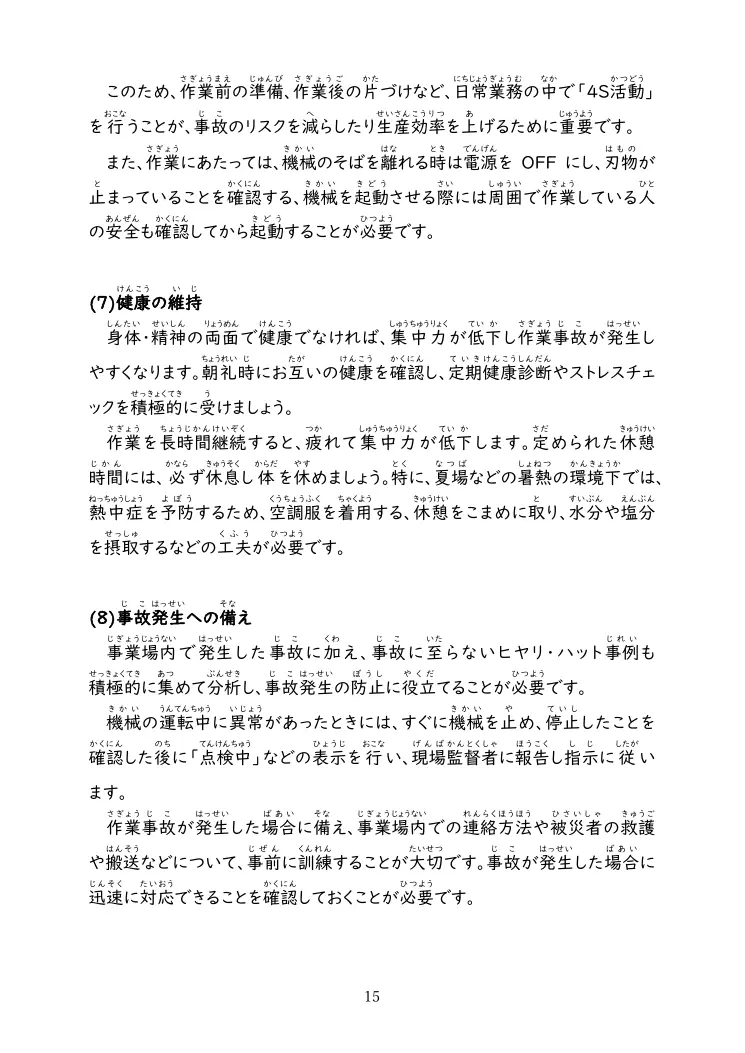 このため、作業前の準備、作業後の片づけなど、日常業務の中で「4S活動」
を行うことが、事故のリスクを減らしたり生産効率を上げるために重要です。
また、作業にあたっては、機械のそばを離れる時は電源を OFF にし、刃物が
止まっていることを確認する、機械を起動させる際には周囲で作業している人
の安全も確認してから起動することが必要です。
(7)健康の維持
身体・精神の両面で健康でなければ、集中力が低下し作業事故が発生し
やすくなります。朝礼時にお互いの健康を確認し、定期健康診断やストレスチェ
ックを積極的に受けましょう。
作業を長時間継続すると、疲れて集中力が低下します。定められた休憩
時間には、必ず休息し体を休めましょう。特に、夏場などの暑熱の環境下では、
熱中症を予防するため、空調服を着用する、休憩をこまめに取り、水分や塩分
を摂取するなどの工夫が必要です。
(8)事故発生への備え
事業場内で発生した事故に加え、事故に至らないヒヤリ・ハット事例も
積極的に集めて分析し、事故発生の防止に役立てることが必要です。
機械の運転中に異常があったときには、すぐに機械を止め、停止したことを
確認した後に「点検中」などの表示を行い、現場監督者に報告し指示に従い
ます。
作業事故が発生した場合に備え、事業場内での連絡方法や被災者の救護
や搬送などについて、事前に訓練することが大切です。事故が発生した場合に
迅速に対応できることを確認しておくことが必要です。
15